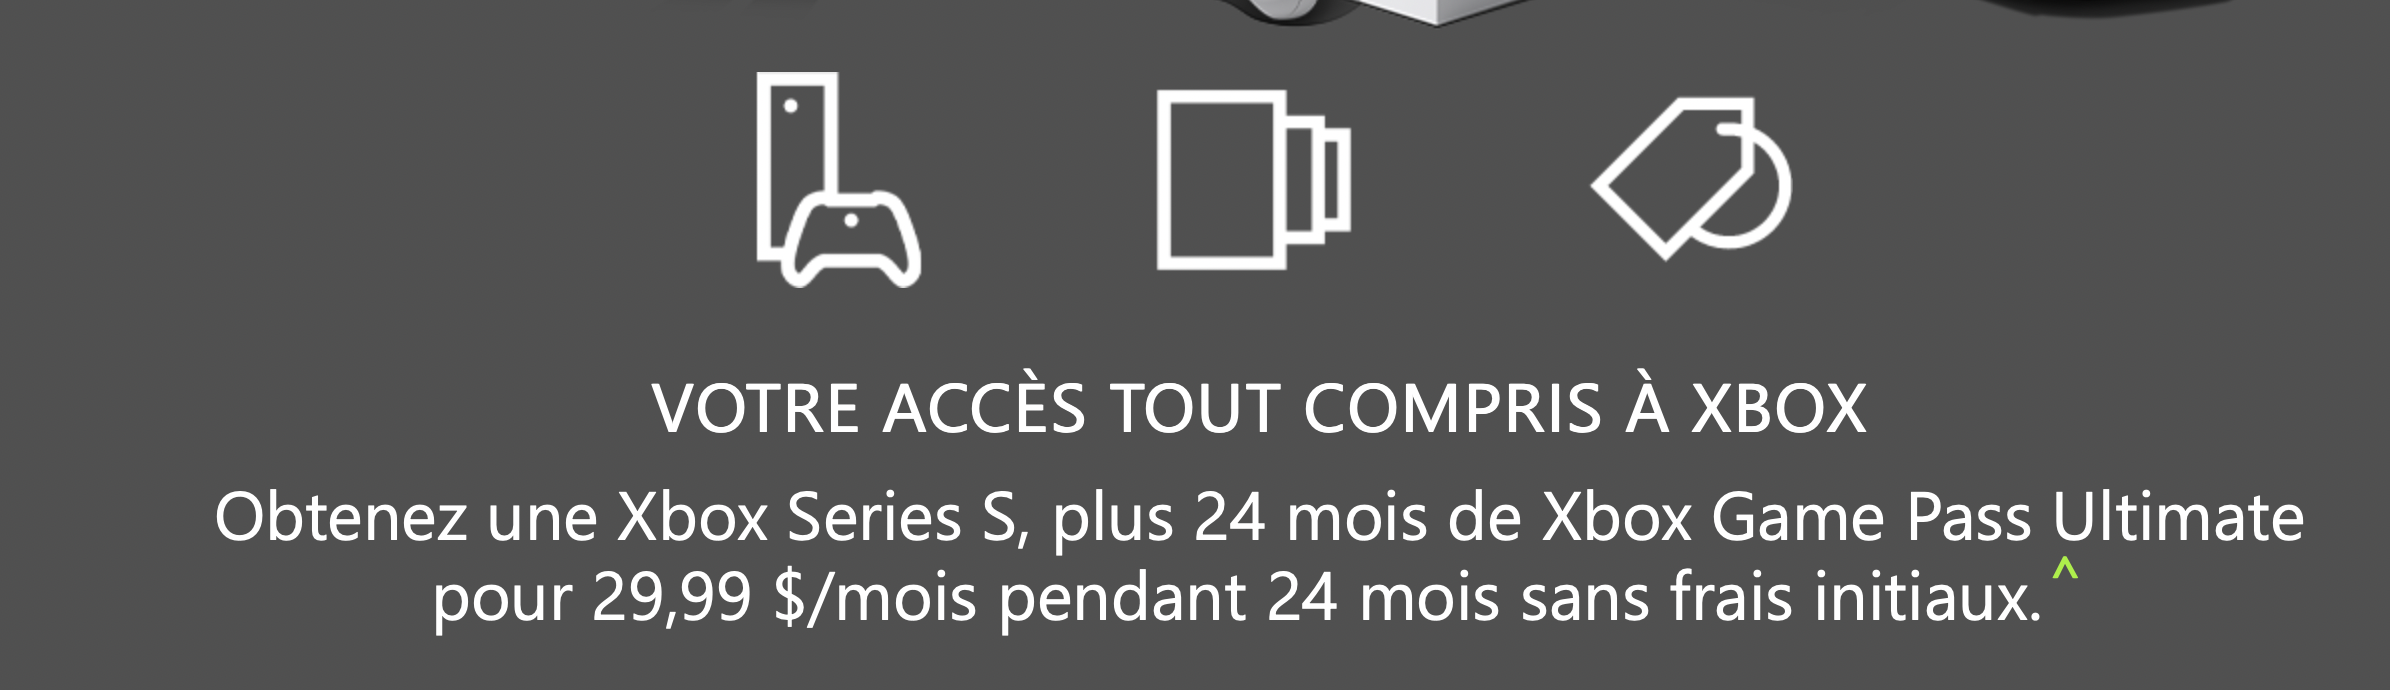 VOTRE ACCÈS TOUT COMPRIS À XBOX
Obtenez une Xbox Series S, plus 24 mois de Xbox Game Pass Ultimate
pour 29,99 $/mois pendant 24 mois sans frais initiaux.^